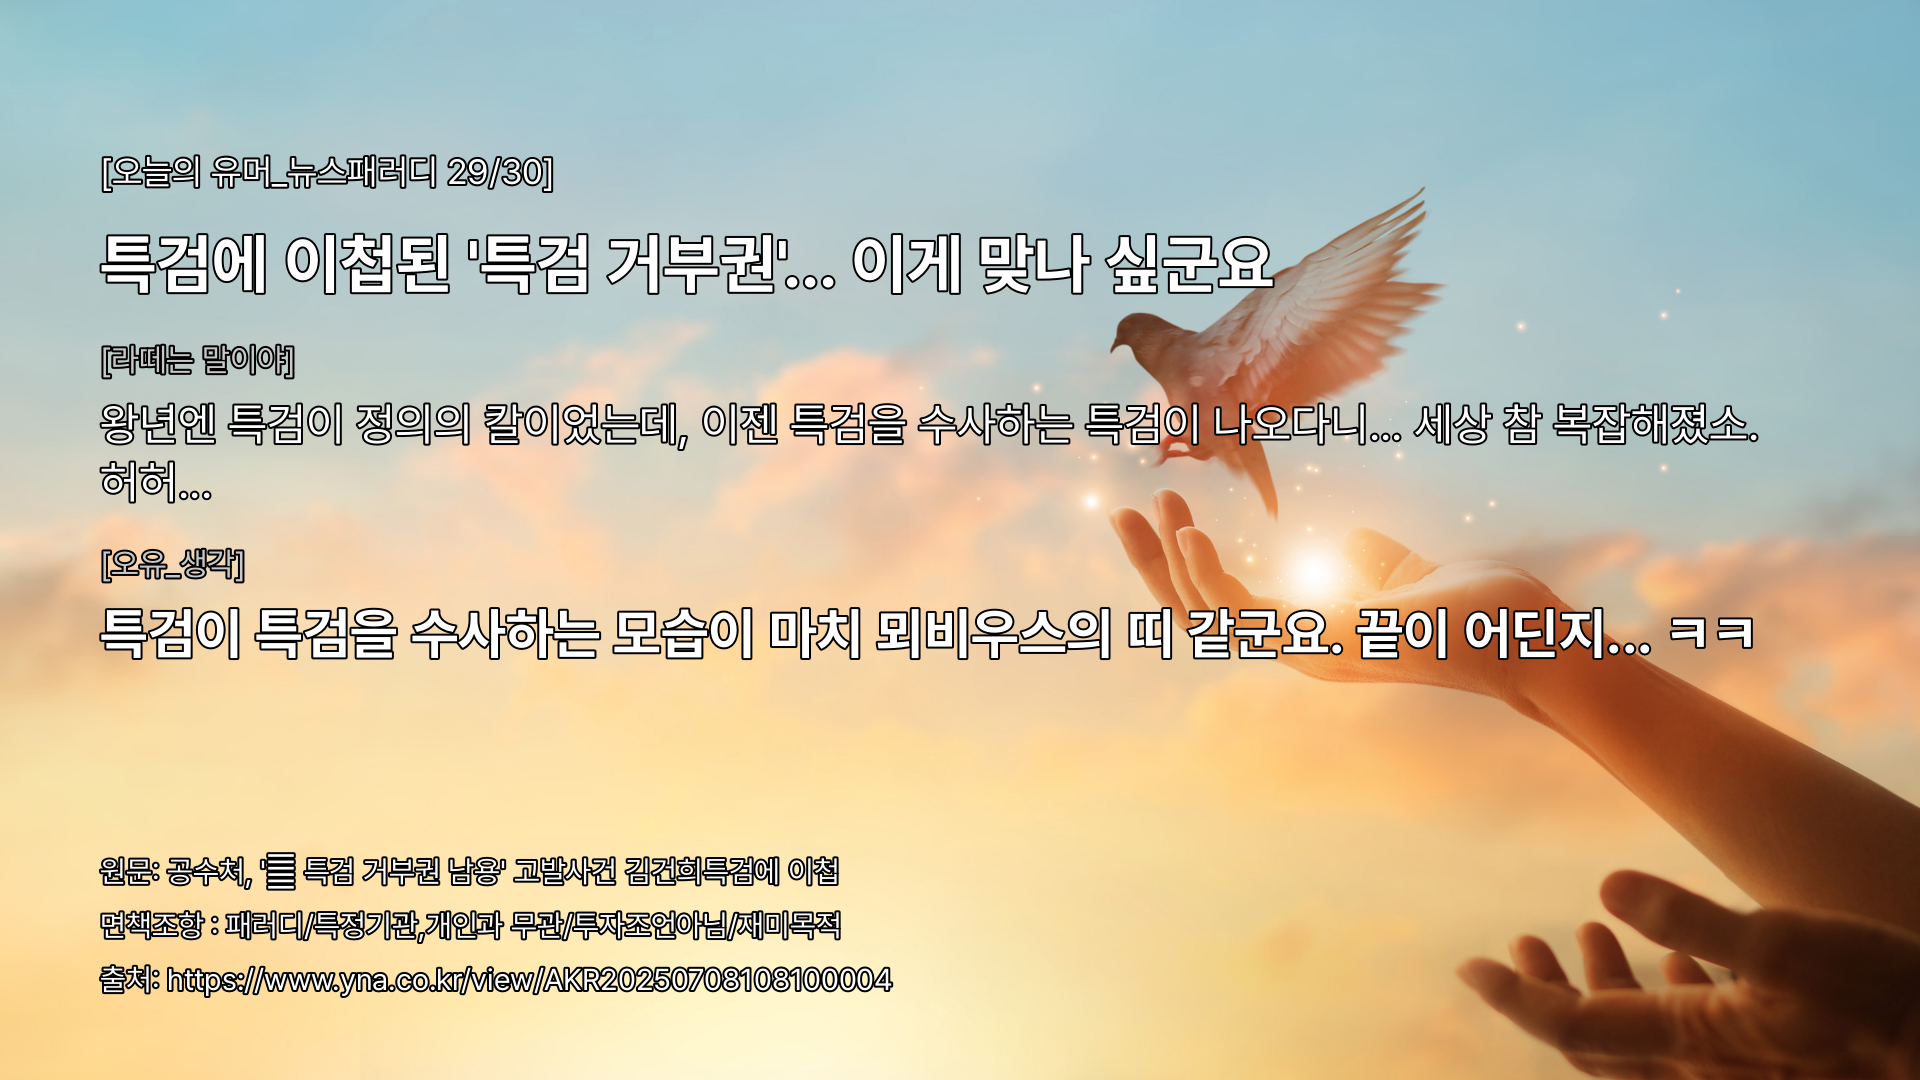 [오늘의 유머_뉴스패러디 29/30]
특검에 이첩된 '특검 거부권'... 이게 맞나 싶군요
[라떼는 말이야]
왕년엔 특검이 정의의 칼이었는데, 이젠 특검을 수사하는 특검이 나오다니... 세상 참 복잡해졌소.
허허...
[오유_생각]
특검이 특검을 수사하는 모습이 마치 뫼비우스의 띠 같군요. 끝이 어딘지... ㅋㅋ
원문: 공수처, ' 특검 거부권 남용' 고발사건 김건희특검에 이첩
면책조항 : 패러디/특정기관,개인과 무관/투자조언아님/재미목적
출처: https://www.yna.co.kr/view/AKR20250708108100004